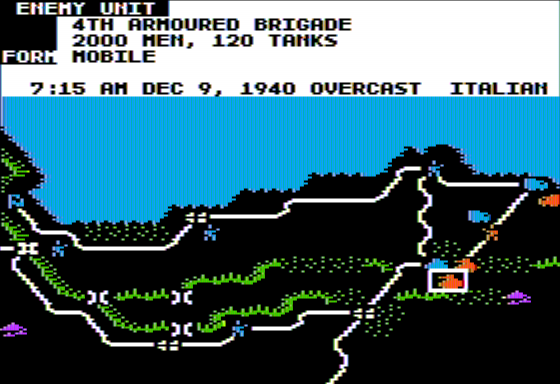 ENEMY UNIT
4TH ARMOURED BRIGADE
2000 MEN, 120 TANKS
FORM MOBILE
7:15 AM DEC 9, 1940 OVERCAST ITALIAN